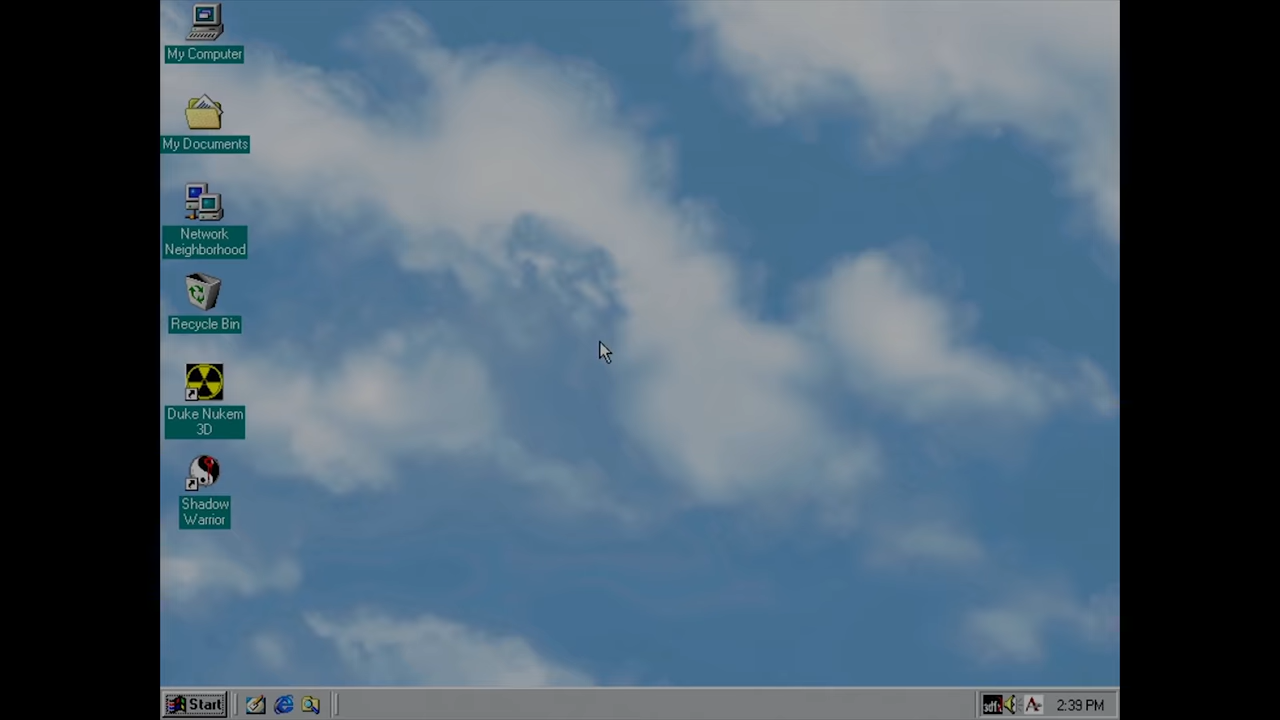 My Computer
My Documents
Network
Neighborhood
Recycle Bin
Duke Nukem
3D
Shadow
Warrior
Start
2:39 PM